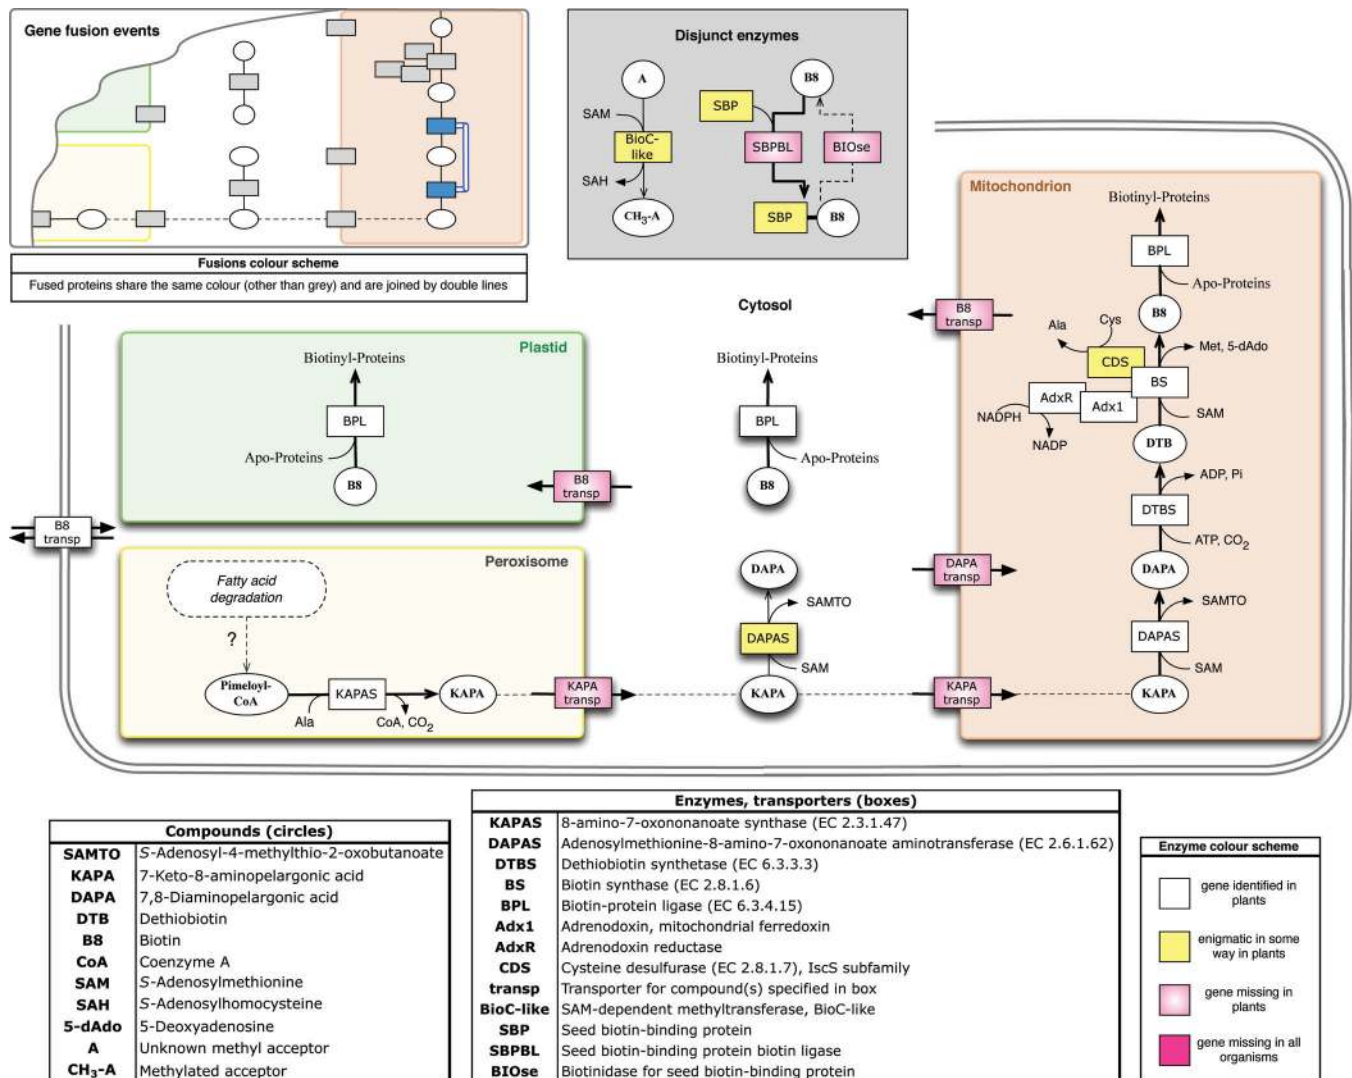 Gene fusion events
Fusions colour scheme
Fused proteins share the same colour (other than grey) and are joined by double lines
Disjunct enzymes
A
SAM
BioC-
like
SAH
CH3-A
SBP
B8
SBPBL
BIOse
SBP
B8
Cytosol
Mitochondrion
Biotinyl-Proteins
BPL
Apo-Proteins
B8
Ala
Cys
CDS
Met, 5-dAdo
BS
AdxR
Adx1
NADPH
NADP
SAM
DTB
ADP, Pi
DTBS
ATP, CO2
DAPA
SAMTO
DAPAS
SAM
KAPA
B8
transp
DAPA
transp
KAPA
transp
Plastid
Biotinyl-Proteins
BPL
Apo-Proteins
B8
B8
transp
Biotinyl-Proteins
BPL
Apo-Proteins
B8
B8
transp
Peroxisome
Fatty acid
degradation
?
Pimeloyl-
CoA
KAPAS
Ala
CoA, CO2
KAPA
KAPA
transp
DAPA
SAMTO
DAPAS
SAM
KAPA
Compounds (circles)
SAMTO S-Adenosyl-4-methylthio-2-oxobutanoate
KAPA 7-Keto-8-aminopelargonic acid
DAPA 7,8-Diaminopelargonic acid
DTB Dethiobiotin
B8 Biotin
CoA Coenzyme A
SAM S-Adenosylmethionine
SAH S-Adenosylhomocysteine
5-dAdo 5-Deoxyadenosine
A Unknown methyl acceptor
CH3-A Methylated acceptor
Enzymes, transporters (boxes)
KAPAS 8-amino-7-oxononanoate synthase (EC 2.3.1.47)
DAPAS Adenosylmethionine-8-amino-7-oxononanoate aminotransferase (EC 2.6.1.62)
DTBS Dethiobiotin synthetase (EC 6.3.3.3)
BS Biotin synthase (EC 2.8.1.6)
BPL Biotin-protein ligase (EC 6.3.4.15)
Adx1 Adrenodoxin, mitochondrial ferredoxin
AdxR Adrenodoxin reductase
CDS Cysteine desulfurase (EC 2.8.1.7), IscS subfamily
transp Transporter for compound(s) specified in box
BioC-like SAM-dependent methyltransferase, BioC-like
SBP Seed biotin-binding protein
SBPBL Seed biotin-binding protein biotin ligase
BIOse Biotinidase for seed biotin-binding protein
Enzyme colour scheme
gene identified in
plants
enigmatic in some
way in plants
gene missing in
plants
gene missing in all
organisms